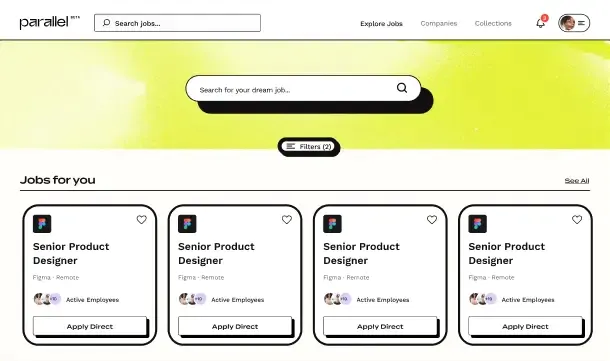 parallel BETA
Search jobs...
Explore Jobs
Companies
Collections
3
Search for your dream job...
Filters (2)
Jobs for you
See All
Senior Product
Designer
Figma · Remote
+10
Active Employees
Apply Direct
Senior Product
Designer
Figma · Remote
+10
Active Employees
Apply Direct
Senior Product
Designer
Figma · Remote
+10
Active Employees
Apply Direct
Senior Product
Designer
Figma · Remote
+10
Active Employees
Apply Direct